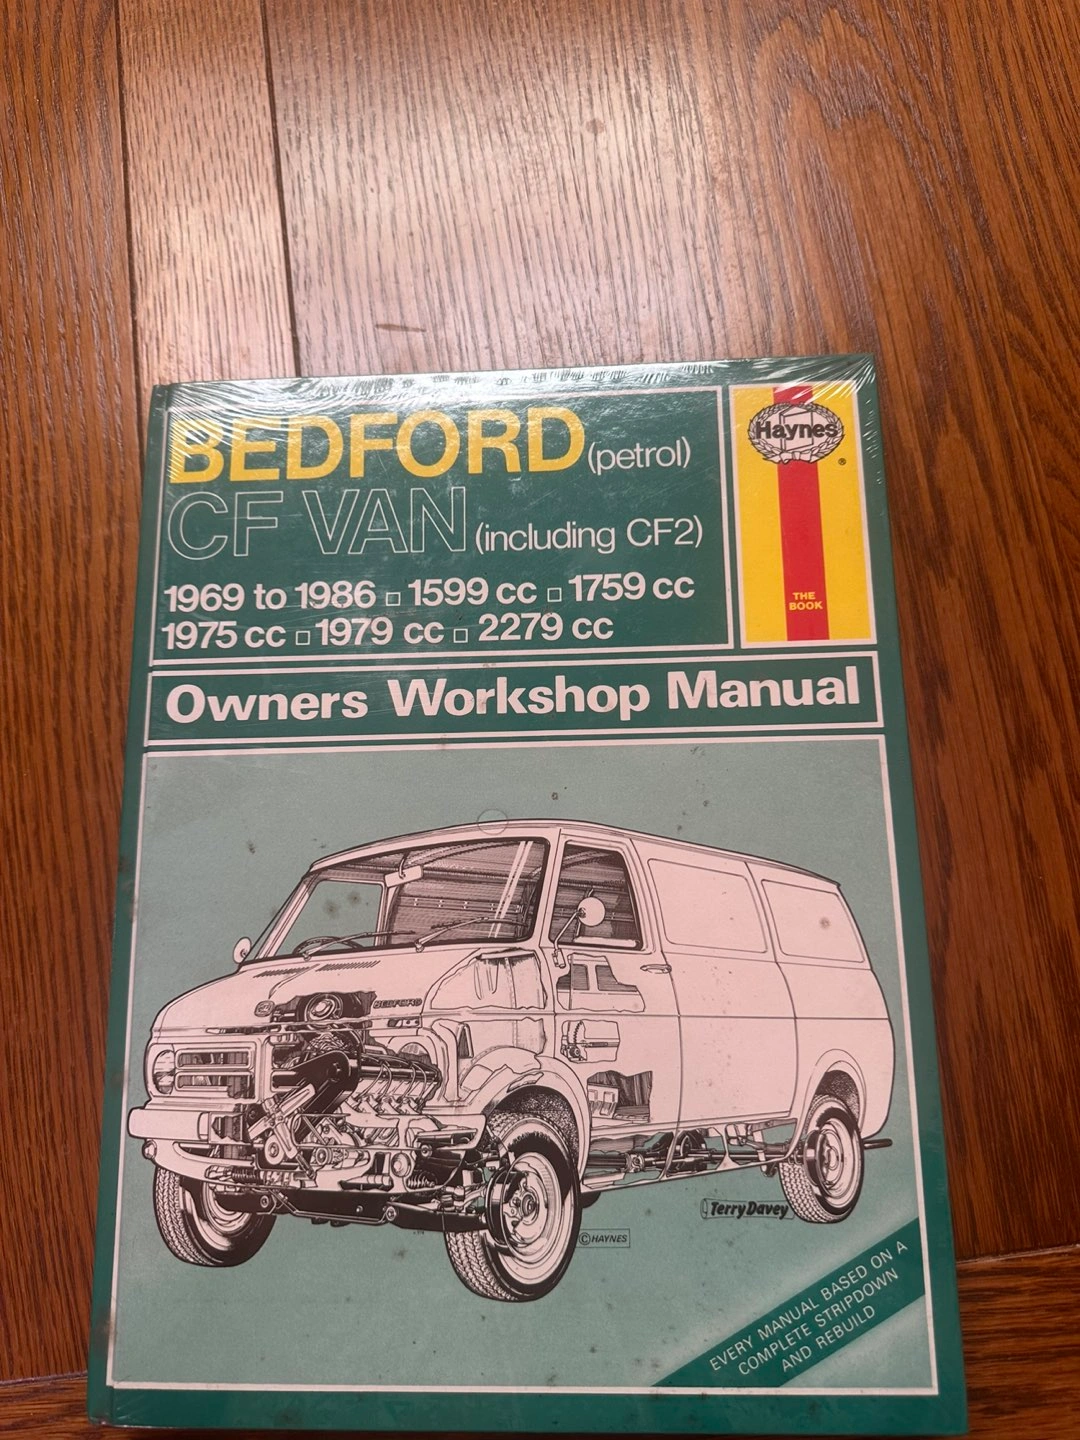 BEDFORD (petrol)
CF VAN (including CF2)
1969 to 1986 □ 1599 cc □ 1759 cc
1975 cc □ 1979 cc □ 2279 cc
Haynes
®
THE
BOOK
Owners Workshop Manual
BEDFORD
Terry Davey
© HAYNES
EVERY MANUAL BASED ON A
COMPLETE STRIPDOWN
AND REBUILD